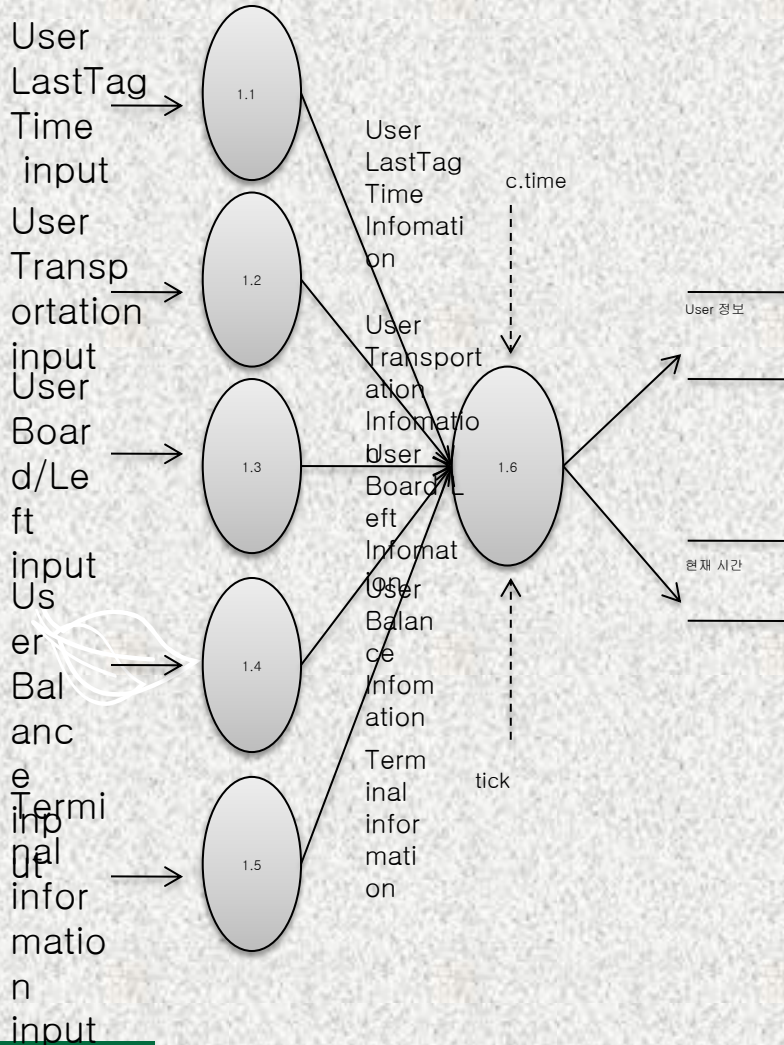 User
LastTag
Time
input
1.1
User
Transp
ortation
input
1.2
User
Boar
d/Le
ft
input
1.3
Us
er
Bal
anc
e
inp
ut
1.4
Termi
nal
infor
matio
n
input
1.5
User
LastTag
Time
Infomati
on
User
Transport
ation
Infomatio
n
User
Board/L
eft
Infomat
ion
User
Balan
ce
Infom
ation
Term
inal
infor
mati
on
c.time
1.6
tick
User 정보
현재 시간